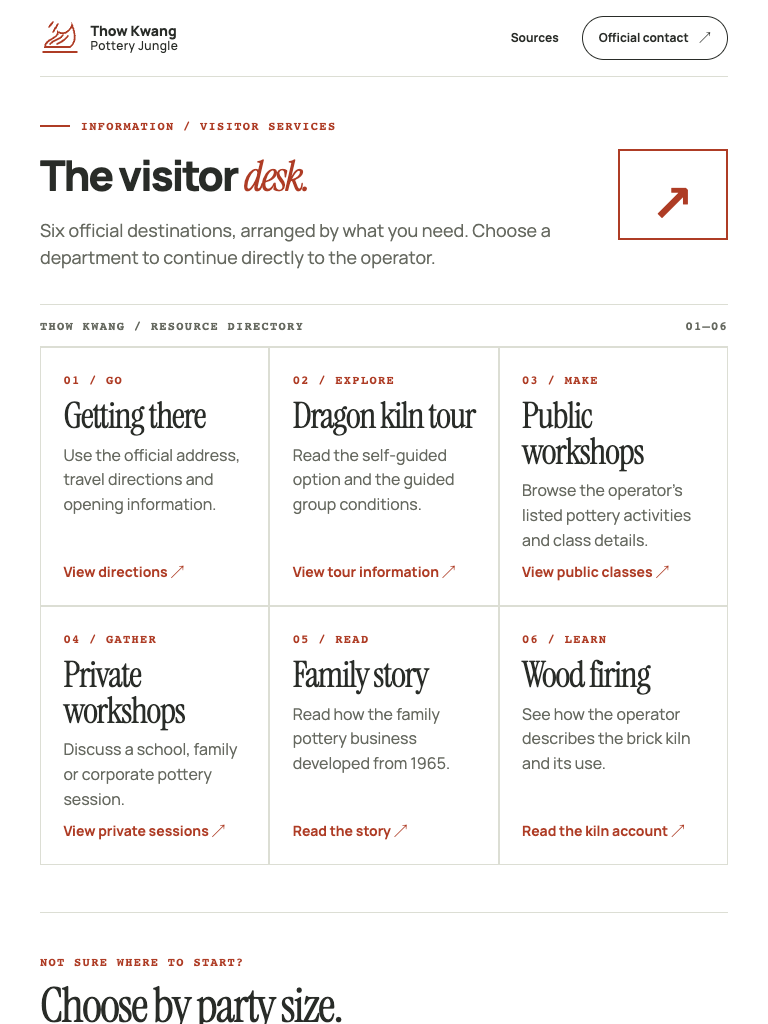 Thow Kwang
Pottery Jungle
Sources
Official contact ↗
INFORMATION / VISITOR SERVICES
The visitor desk.
↗
Six official destinations, arranged by what you need. Choose a
department to continue directly to the operator.
THOW KWANG / RESOURCE DIRECTORY
01—06
01 / GO
Getting there
Use the official address,
travel directions and
opening information.
View directions ↗
02 / EXPLORE
Dragon kiln tour
Read the self-guided
option and the guided
group conditions.
View tour information ↗
03 / MAKE
Public
workshops
Browse the operator's
listed pottery activities
and class details.
View public classes ↗
04 / GATHER
Private
workshops
Discuss a school, family
or corporate pottery
session.
View private sessions ↗
05 / READ
Family story
Read how the family
pottery business
developed from 1965.
Read the story ↗
06 / LEARN
Wood firing
See how the operator
describes the brick kiln
and its use.
Read the kiln account ↗
NOT SURE WHERE TO START?
Choose by party size.